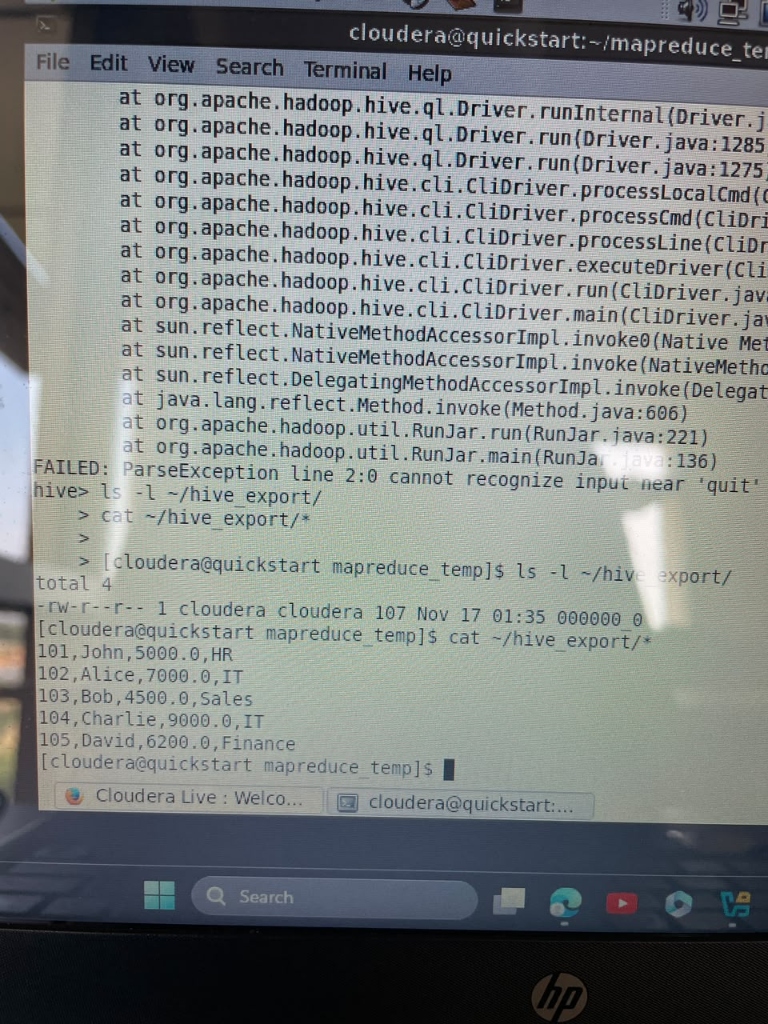 cloudera@quickstart:~/mapreduce_te
File Edit View Search Terminal Help
at org.apache.hadoop.hive.ql.Driver.runInternal(Driver.j
at org.apache.hadoop.hive.ql.Driver.run(Driver.java:1285
at org.apache.hadoop.hive.ql.Driver.run(Driver.java:1275)
at org.apache.hadoop.hive.cli.CliDriver.processLocalCmd(
at org.apache.hadoop.hive.cli.CliDriver.processCmd(CliDri
at org.apache.hadoop.hive.cli.CliDriver.processLine(CliDr
at org.apache.hadoop.hive.cli.CliDriver.executeDriver(Cli
at org.apache.hadoop.hive.cli.CliDriver.run(CliDriver.jav
at org.apache.hadoop.hive.cli.CliDriver.main(CliDriver.ja
at sun.reflect.NativeMethodAccessorImpl.invoke0(Native Met
at sun.reflect.NativeMethodAccessorImpl.invoke(NativeMetho
at sun.reflect.DelegatingMethodAccessorImpl.invoke(Delegat
at java.lang.reflect.Method.invoke(Method.java:606)
at org.apache.hadoop.util.RunJar.run(RunJar.java:221)
at org.apache.hadoop.util.RunJar.main(RunJar.java:136)
FAILED: ParseException line 2:0 cannot recognize input near 'quit'
hive> ls -l ~/hive_export/
> cat ~/hive_export/*
>
> [cloudera@quickstart mapreduce_temp]$ ls -l ~/hive_export/
total 4
-rw-r--r-- 1 cloudera cloudera 107 Nov 17 01:35 000000_0
[cloudera@quickstart mapreduce_temp]$ cat ~/hive_export/*
101,John,5000.0,HR
102,Alice,7000.0,IT
103,Bob,4500.0,Sales
104,Charlie,9000.0,IT
105,David,6200.0,Finance
[cloudera@quickstart mapreduce_temp]$
Cloudera Live : Welco... cloudera@quickstart:...
Search
hp